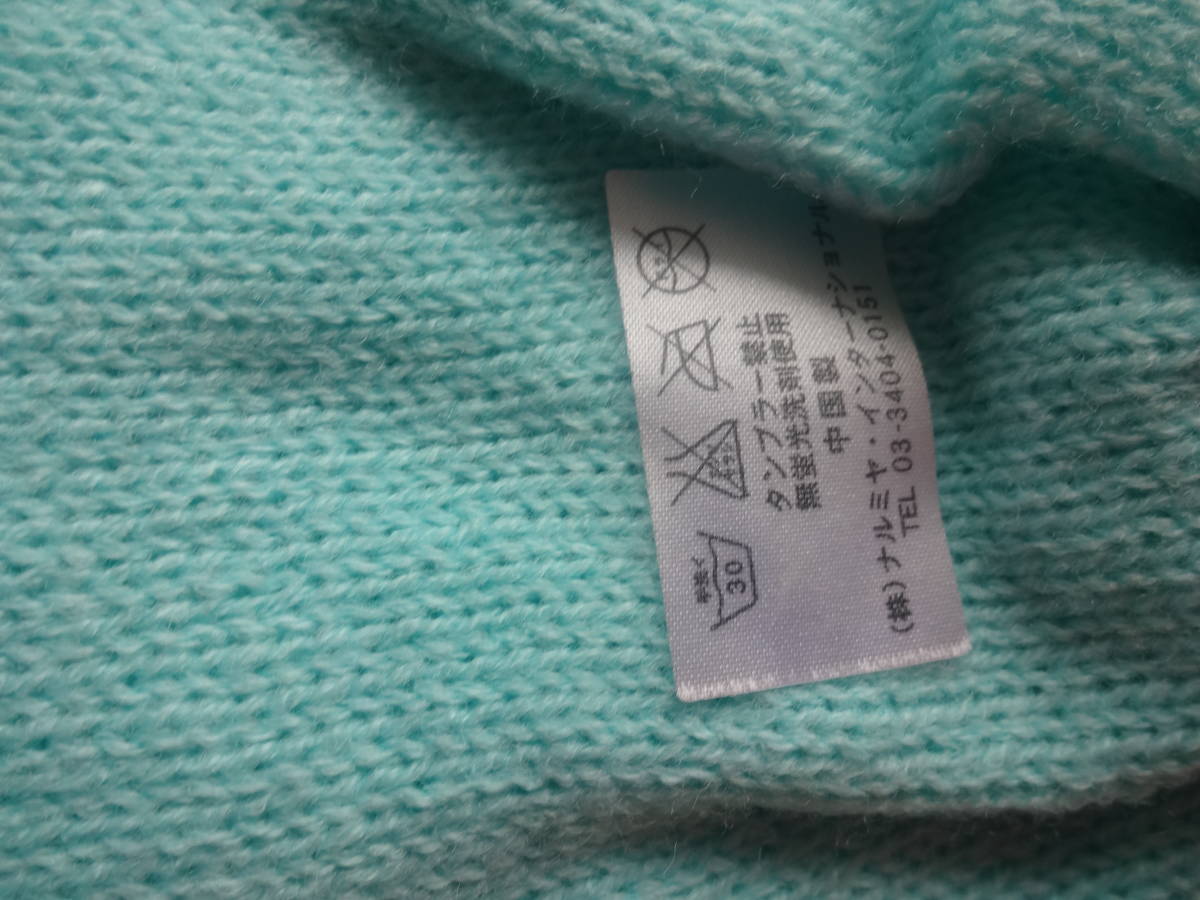 手洗イ
30
タンブラー禁止
無蛍光洗剤使用
中国製
(株)ナルミヤ・インターナショナル
TEL 03-3404-0151